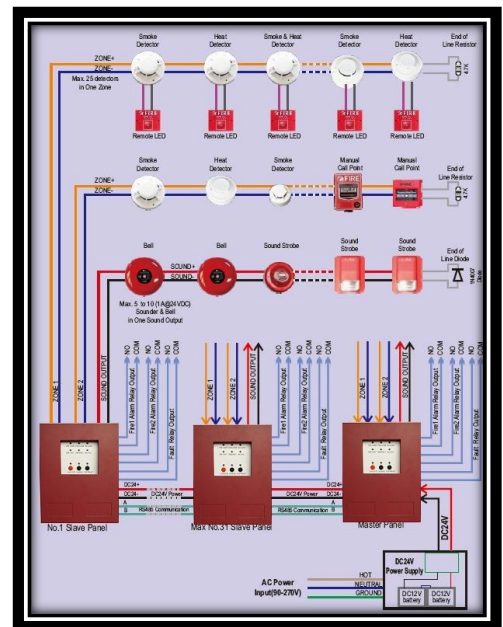 Smoke
Detector
Heat
Detector
Smoke & Heat
Detector
Smoke
Detector
Heat
Detector
End of
Line Resistor
ZONE+
ZONE-
Max. 25 detectors
in One Zone
4.7K
Remote LED
Remote LED
Remote LED
Remote LED
Remote LED
Smoke
Detector
Heat
Detector
Smoke
Detector
Manual
Call Point
Manual
Call Point
End of
Line Resistor
ZONE+
ZONE-
FIRE
4.7K
Bell
Bell
Sound Strobe
Sound
Strobe
Sound
Strobe
End of
Line Diode
SOUND+
SOUND-
1N4007
Diode
Max. 5 to 10 (1A@24VDC)
Sounder & Bell
in One Sound Output
ZONE 1
ZONE 2
SOUND OUTPUT
NO
COM
NO
COM
NO
COM
Fire1 Alarm Relay Output
Fire2 Alarm Relay Output
Fault Relay Output
ZONE 1
ZONE 2
SOUND OUTPUT
NO
COM
NO
COM
NO
COM
Fire1 Alarm Relay Output
Fire2 Alarm Relay Output
Fault Relay Output
ZONE 1
ZONE 2
SOUND OUTPUT
NO
COM
NO
COM
NO
COM
Fire1 Alarm Relay Output
Fire2 Alarm Relay Output
Fault Relay Output
DC24+
DC24-
A
B
DC24V Power
RS485 Communication
DC24V Power
RS485 Communication
DC24+
DC24-
A
B
No.1 Slave Panel
Max No.31 Slave Panel
Master Panel
DC24V
DC24V
Power Supply
AC Power
Input(90-270V)
HOT
NEUTRAL
GROUND
DC12V
battery
DC12V
battery